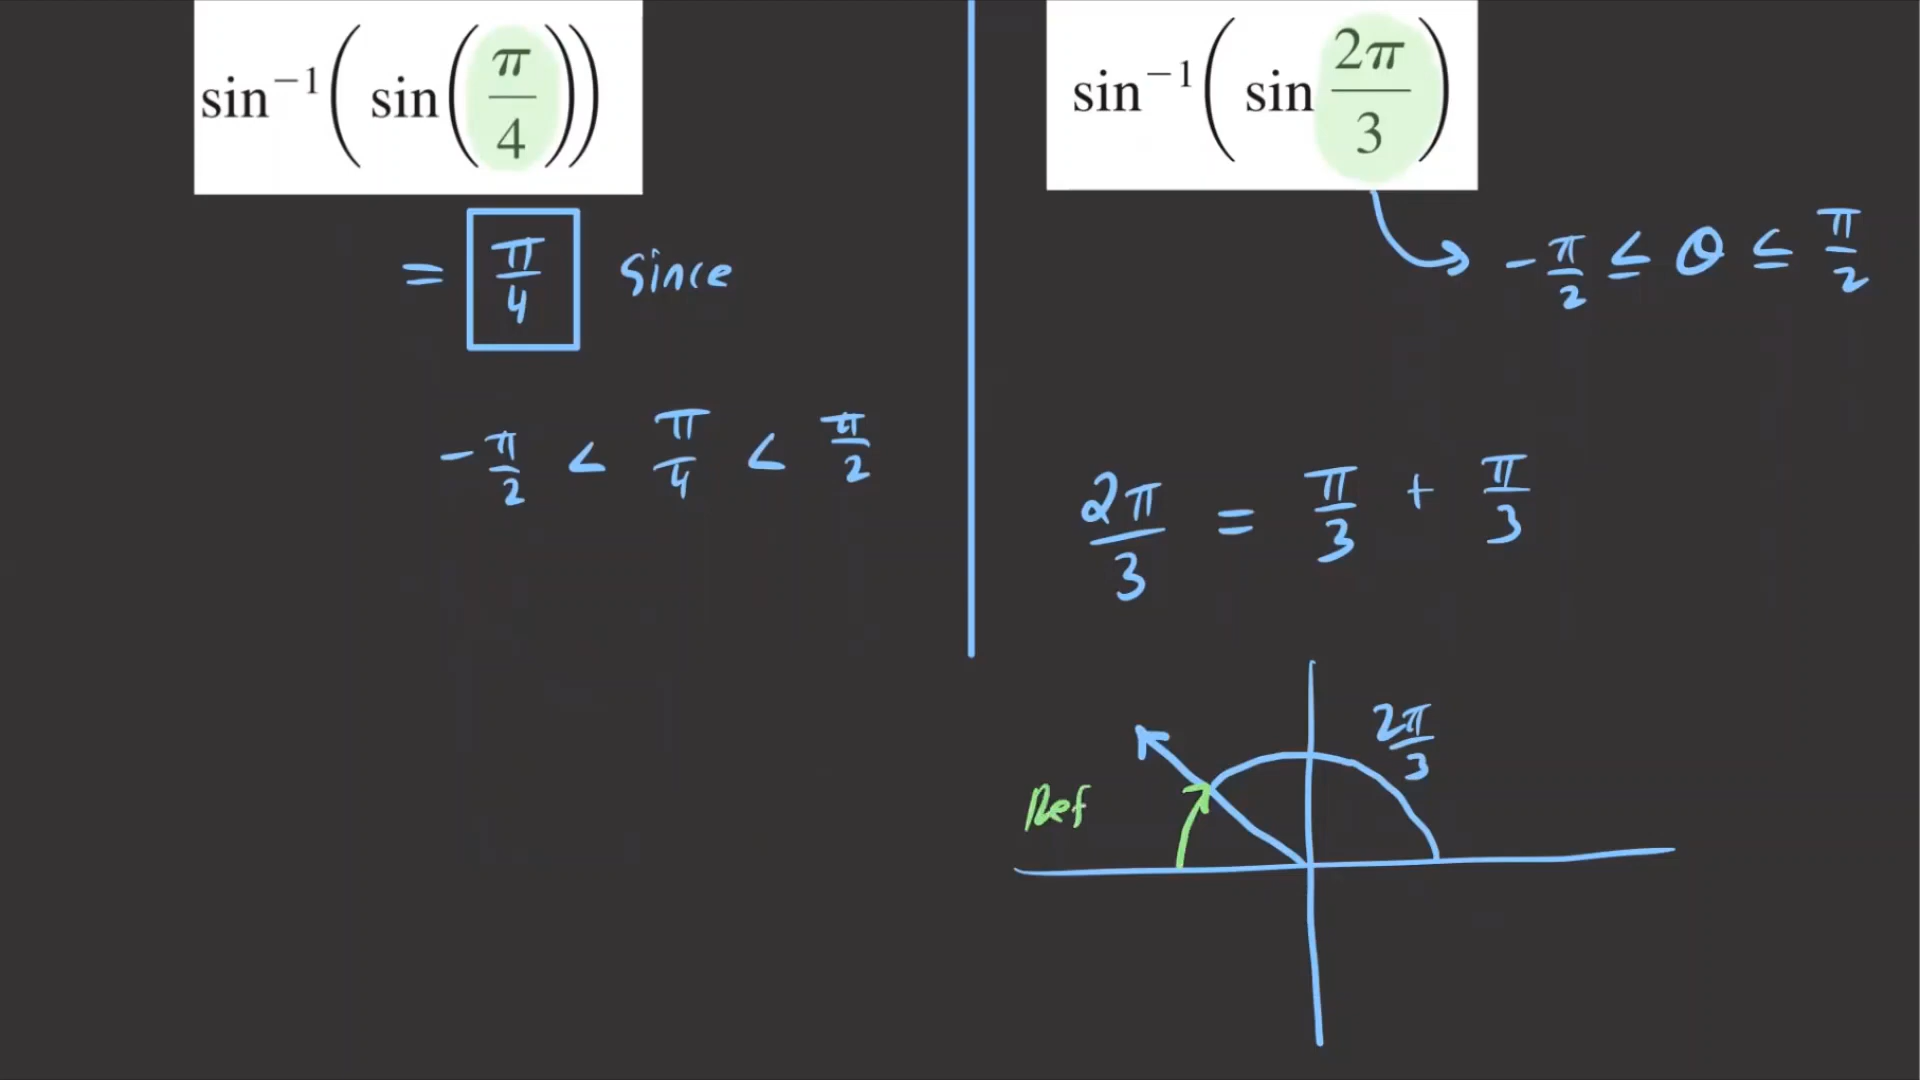 sin⁻¹(sin(π/4))
= π/4 since
-π/2 < π/4 < π/2
sin⁻¹(sin 2π/3)
-π/2 ≤ θ ≤ π/2
2π/3 = π/3 + π/3
2π/3
Ref